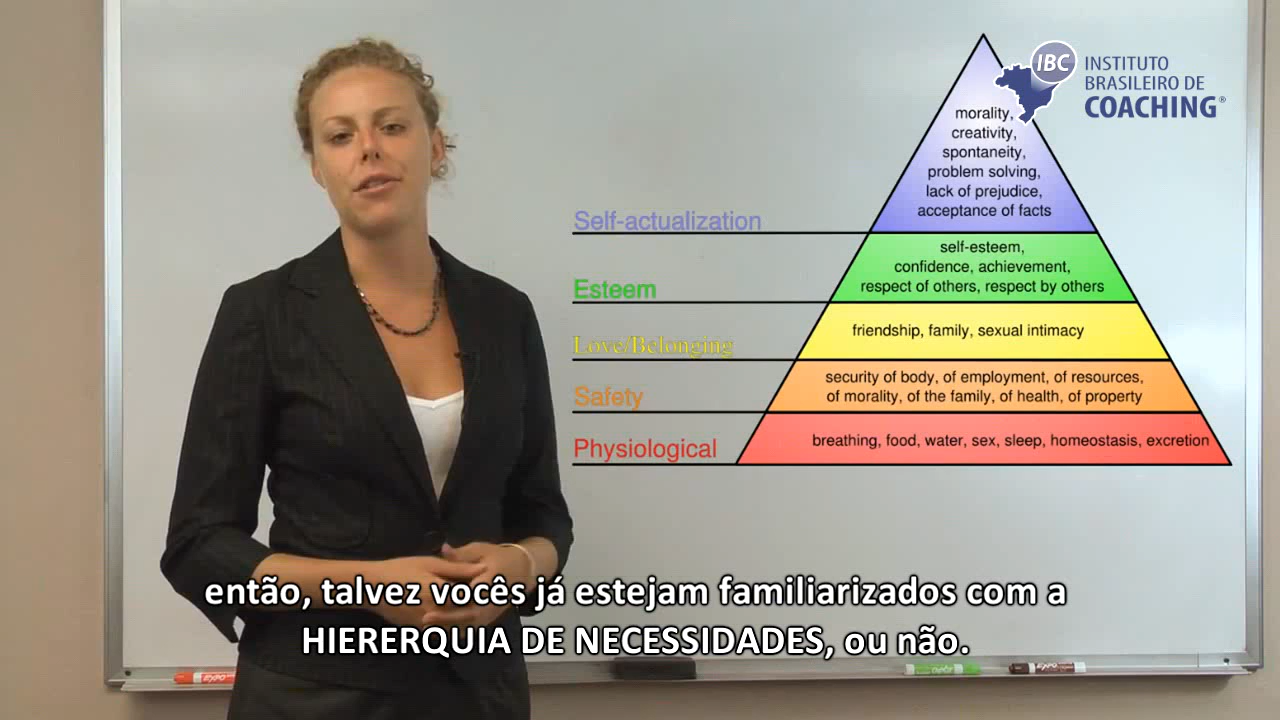 IBC
INSTITUTO
BRASILEIRO DE
COACHING®
morality,
creativity,
spontaneity,
problem solving,
lack of prejudice,
acceptance of facts
Self-actualization
self-esteem,
confidence, achievement,
respect of others, respect by others
Esteem
friendship, family, sexual intimacy
Love/Belonging
security of body, of employment, of resources,
of morality, of the family, of health, of property
Safety
breathing, food, water, sex, sleep, homeostasis, excretion
Physiological
então, talvez vocês já estejam familiarizados com a
HIERERQUIA DE NECESSIDADES, ou não.
EXPO
EXPO